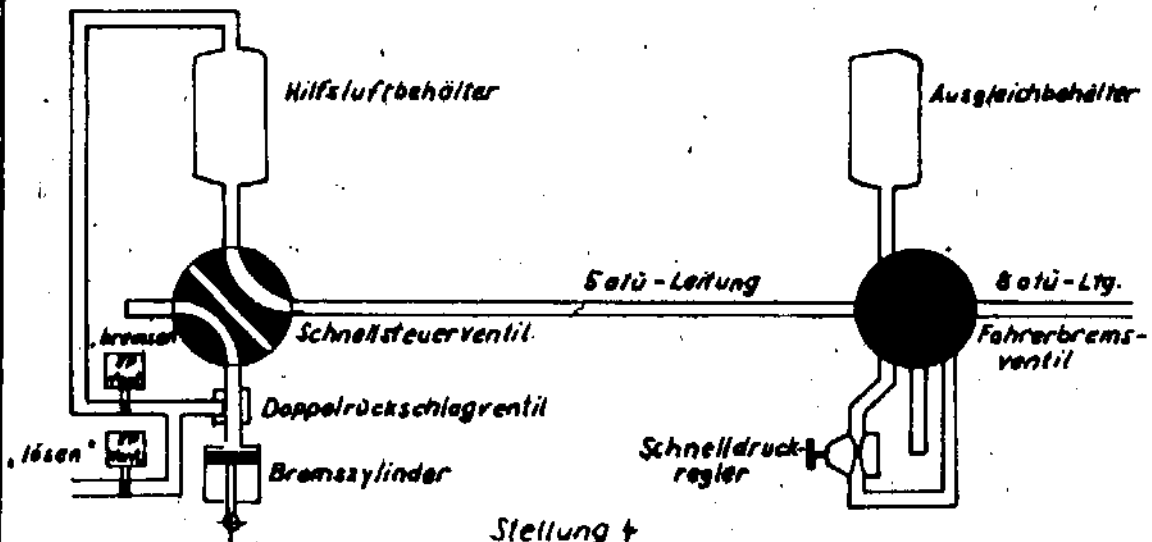 Hilfsluftbehälter
Ausgleichbehälter
5 atü-Leitung
8 atü-Ltg.
„bremsen"
Schnellsteuerventil
Fahrerbrems-
ventil
Doppelrückschlagventil
„lösen"
Schnelldruck-
regler
Bremszylinder
Stellung 4